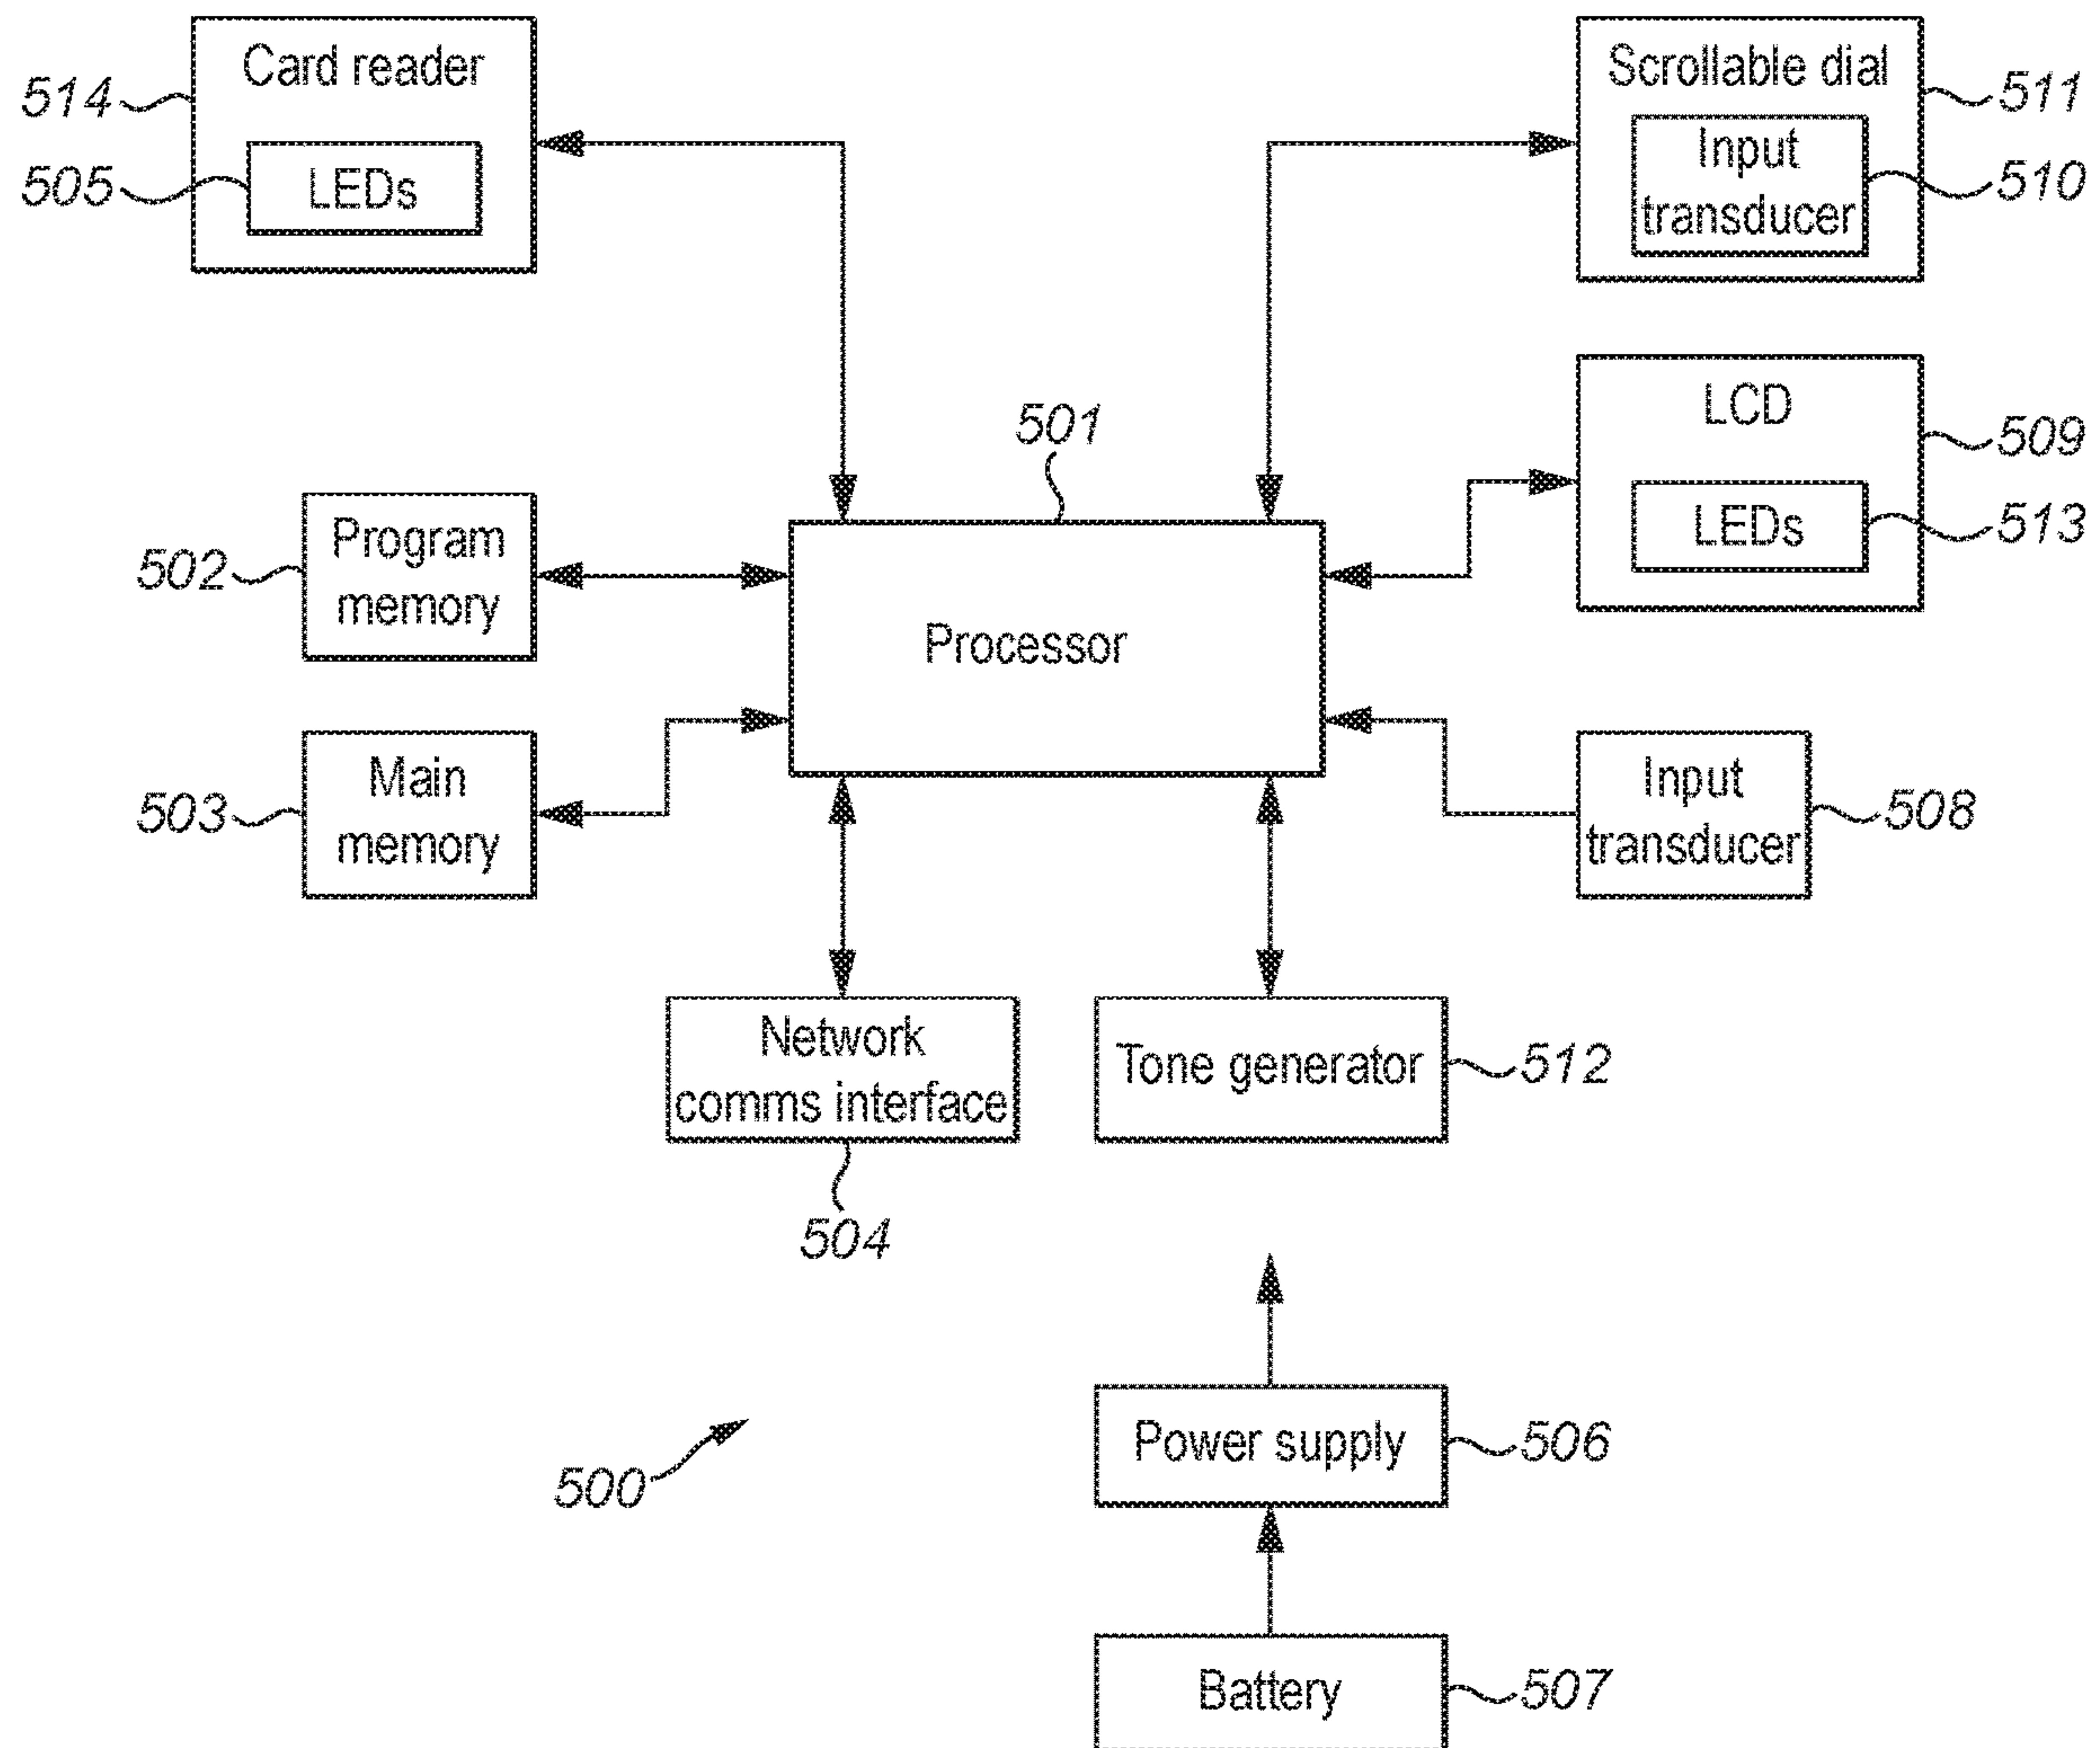 Card reader
514
LEDs
505
Scrollable dial
511
Input
transducer
510
LCD
509
LEDs
513
501
Processor
Program
memory
502
Main
memory
503
Input
transducer
508
Network
comms interface
504
Tone generator
512
Power supply
506
500
Battery
507